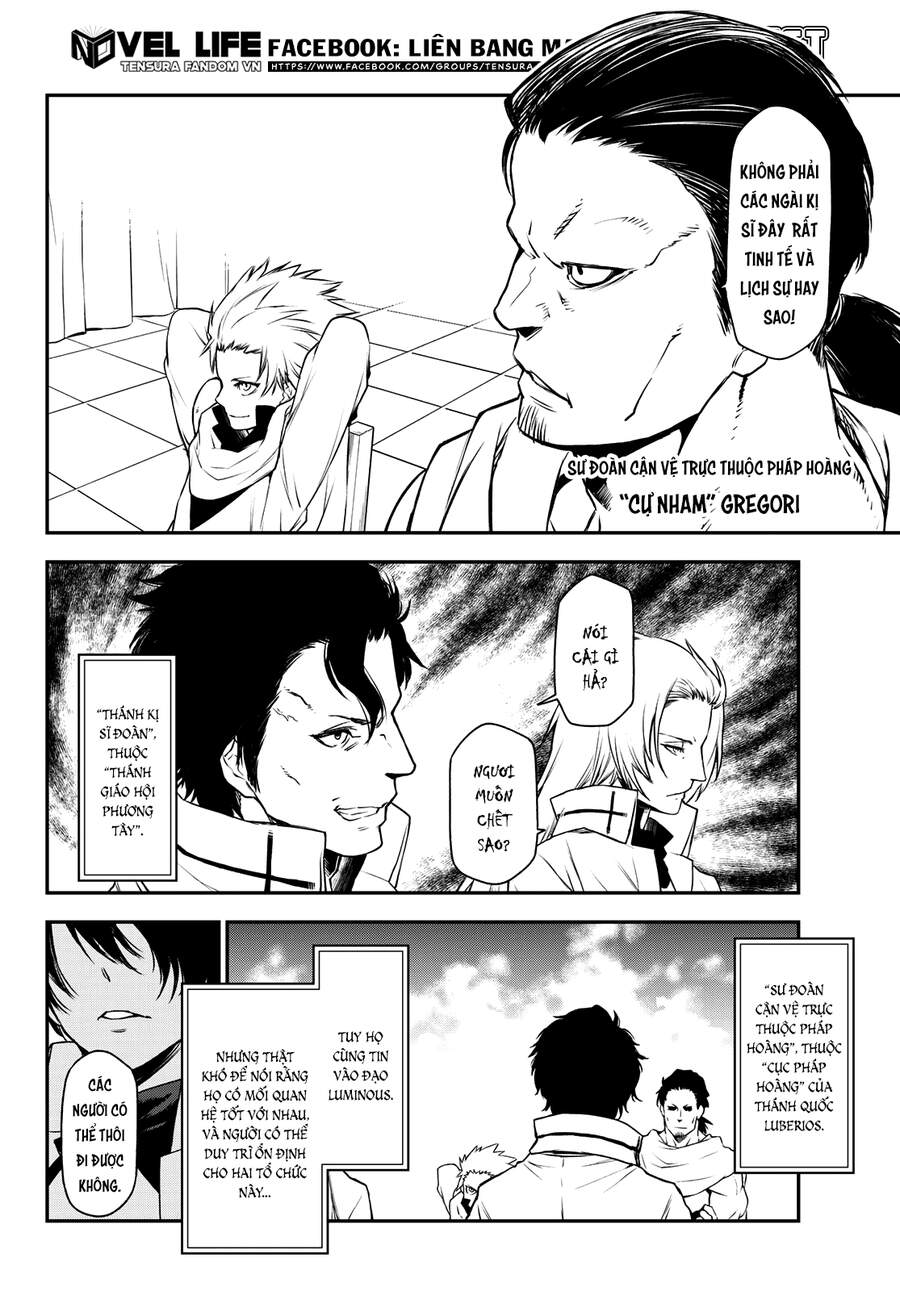 NOVEL LIFE
TENSURA FANDOM VN
FACEBOOK: LIÊN BANG MA
HTTPS://WWW.FACEBOOK.COM/GROUPS/TENSURA
KHÔNG PHẢI
CÁC NGÀI KỊ
SĨ ĐÂY RẤT
TINH TẾ VÀ
LỊCH SỰ HAY
SAO!
SƯ ĐOÀN CẬN VỆ TRỰC THUỘC PHÁP HOÀNG
"CỰ NHAM" GREGORI
NÓI
CÁI GÌ
HẢ?
NGƯƠI
MUỐN
CHẾT
SAO?
"THÁNH KỊ
SĨ ĐOÀN",
THUỘC
"THÁNH
GIÁO HỘI
PHƯƠNG
TÂY".
"SƯ ĐOÀN
CẬN VỆ TRỰC
THUỘC PHÁP
HOÀNG", THUỘC
"CỤC PHÁP
HOÀNG" CỦA
THÁNH QUỐC
LUBERIOS.
TUY HỌ
CÙNG TIN
VÀO ĐẠO
LUMINOUS.
NHƯNG THẬT
KHÓ ĐỂ NÓI RẰNG
HỌ CÓ MỐI QUAN
HỆ TỐT VỚI NHAU,
VÀ NGƯỜI CÓ THỂ
DUY TRÌ ỔN ĐỊNH
CHO HAI TỔ CHỨC
NÀY...
CÁC
NGƯỜI CÓ
THỂ THÔI
ĐI ĐƯỢC
KHÔNG.